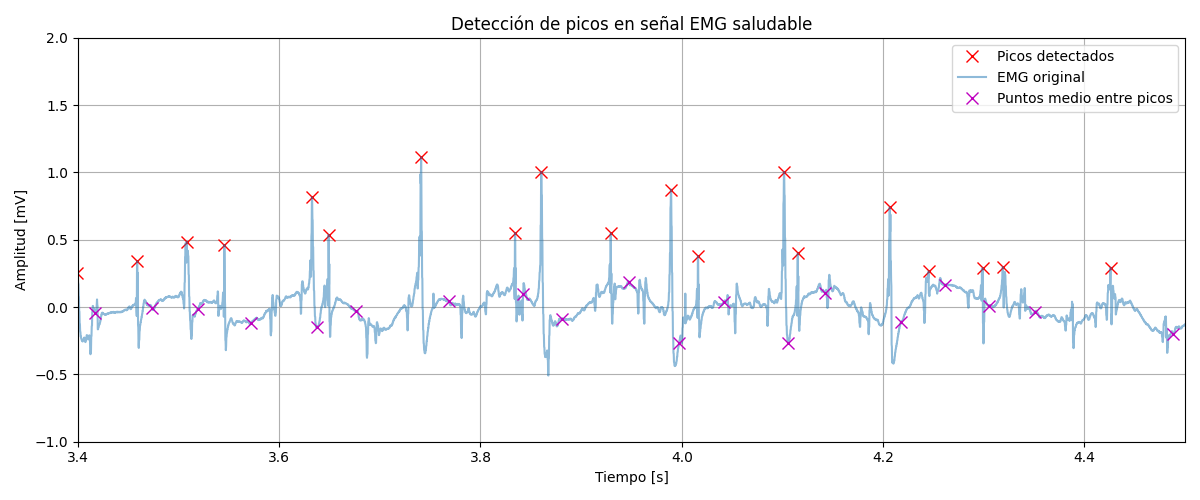 Detección de picos en señal EMG saludable
Picos detectados
EMG original
Puntos medio entre picos
Amplitud [mV]
2.0
1.5
1.0
0.5
0.0
−0.5
−1.0
3.4 3.6 3.8 4.0 4.2 4.4
Tiempo [s]